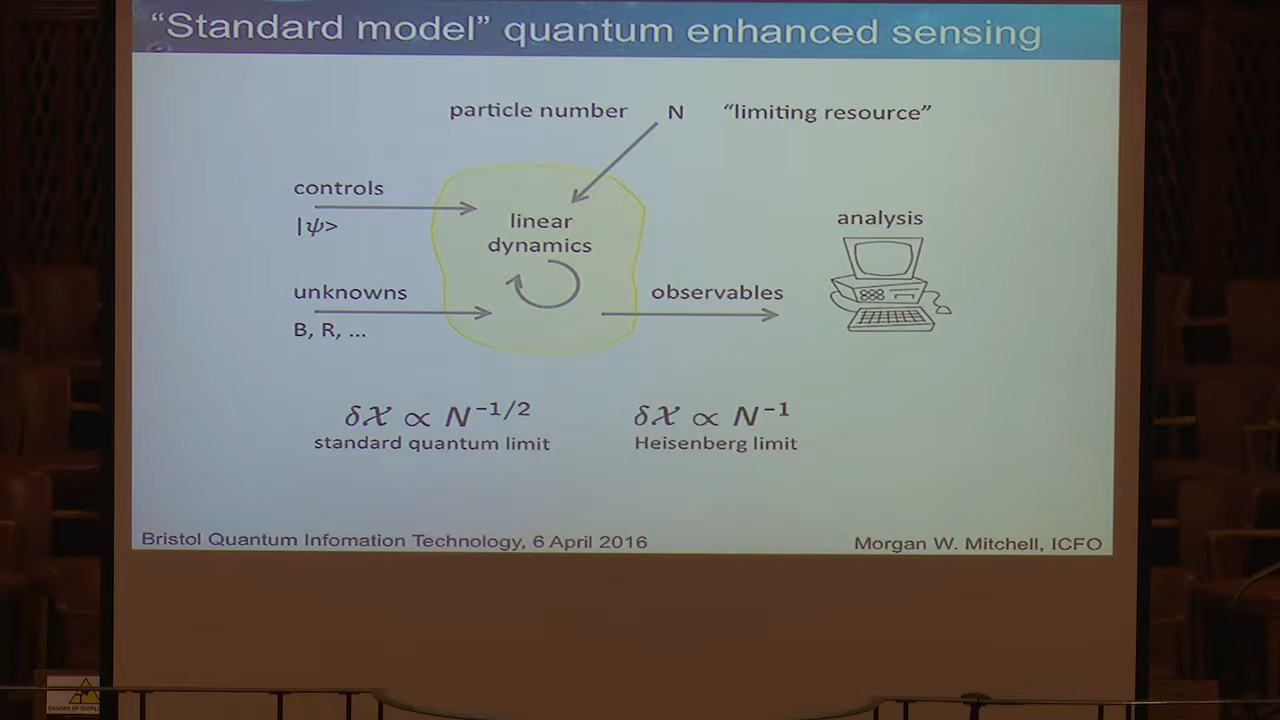 “Standard model” quantum enhanced sensing
particle number N “limiting resource”
controls
|ψ>
linear
dynamics
analysis
unknowns
B, R, ...
observables
888
δX ∝ N⁻¹/²
standard quantum limit
δX ∝ N⁻¹
Heisenberg limit
Bristol Quantum Infomation Technology, 6 April 2016
Morgan W. Mitchell, ICFO